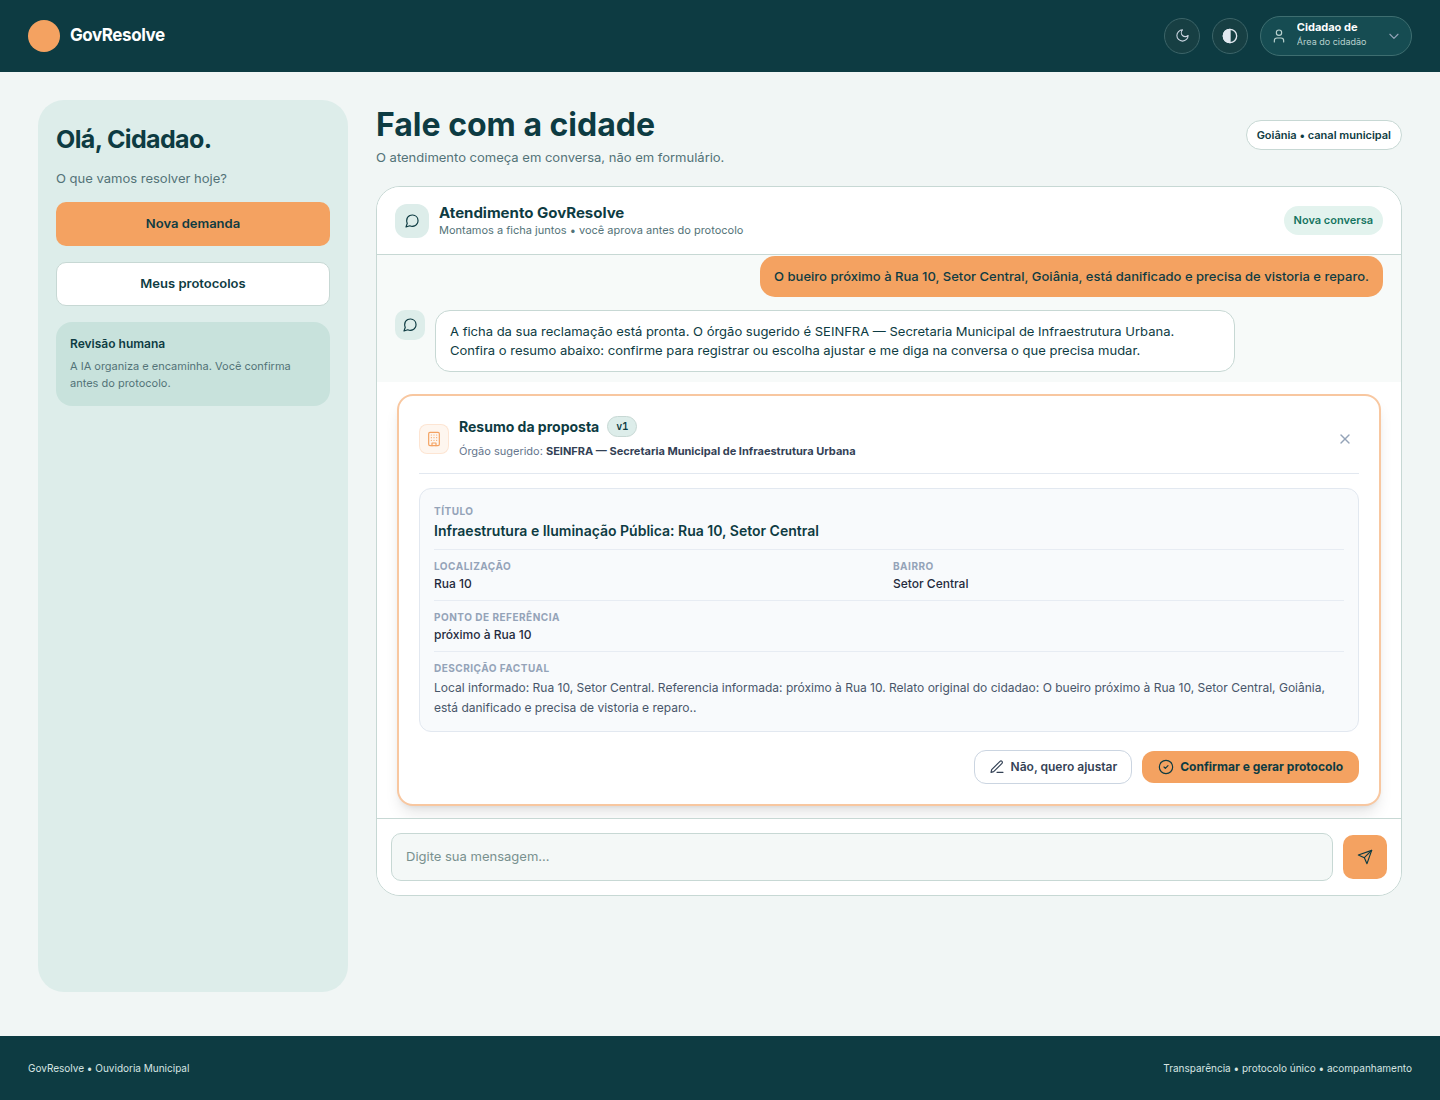 GovResolve
Cidadao de
Área do cidadão
Olá, Cidadao.
O que vamos resolver hoje?
Nova demanda
Meus protocolos
Revisão humana
A IA organiza e encaminha. Você confirma
antes do protocolo.
Fale com a cidade
O atendimento começa em conversa, não em formulário.
Goiânia • canal municipal
Atendimento GovResolve
Montamos a ficha juntos • você aprova antes do protocolo
Nova conversa
O bueiro próximo à Rua 10, Setor Central, Goiânia, está danificado e precisa de vistoria e reparo.
A ficha da sua reclamação está pronta. O órgão sugerido é SEINFRA — Secretaria Municipal de Infraestrutura Urbana.
Confira o resumo abaixo: confirme para registrar ou escolha ajustar e me diga na conversa o que precisa mudar.
Resumo da proposta v1
Órgão sugerido: SEINFRA — Secretaria Municipal de Infraestrutura Urbana
TÍTULO
Infraestrutura e Iluminação Pública: Rua 10, Setor Central
LOCALIZAÇÃO
Rua 10
BAIRRO
Setor Central
PONTO DE REFERÊNCIA
próximo à Rua 10
DESCRIÇÃO FACTUAL
Local informado: Rua 10, Setor Central. Referencia informada: próximo à Rua 10. Relato original do cidadao: O bueiro próximo à Rua 10, Setor Central, Goiânia,
está danificado e precisa de vistoria e reparo..
Não, quero ajustar
Confirmar e gerar protocolo
Digite sua mensagem...
GovResolve • Ouvidoria Municipal
Transparência • protocolo único • acompanhamento